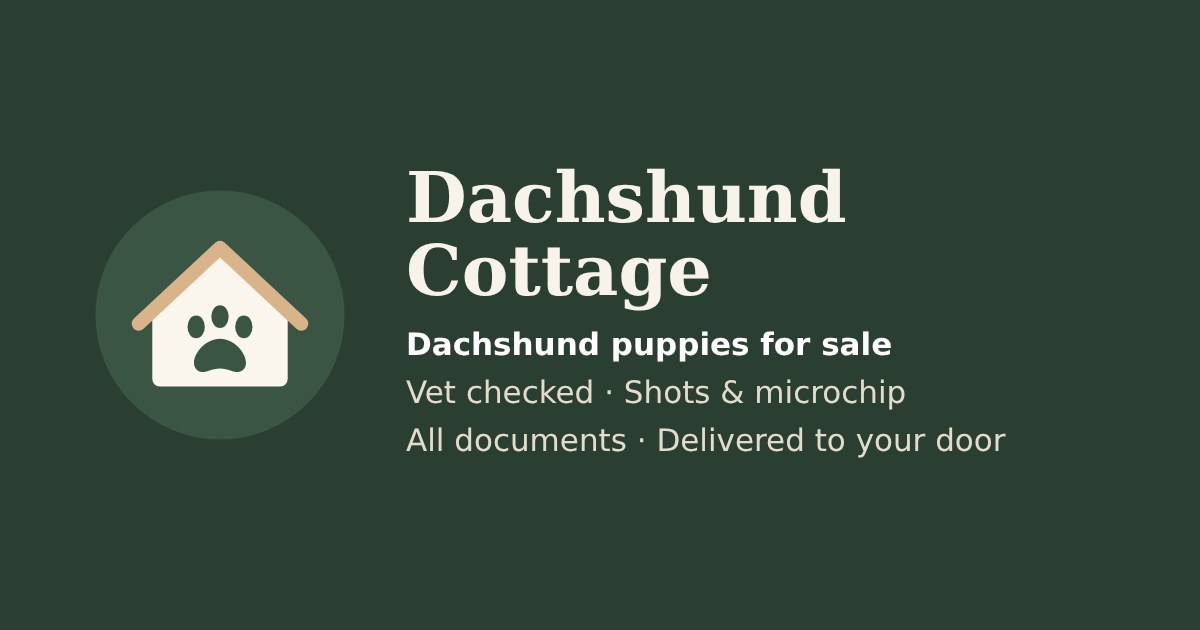 Dachshund
Cottage
Dachshund puppies for sale
Vet checked · Shots & microchip
All documents · Delivered to your door